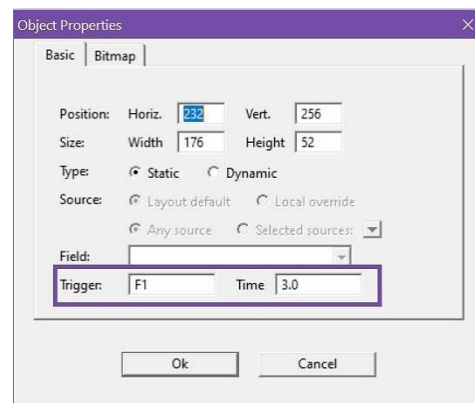 Object Properties
Basic Bitmap
Position: Horiz. 232 Vert. 256
Size: Width 176 Height 52
Type: Static Dynamic
Source: Layout default Local override
Any source Selected sources:
Field:
Trigger: F1 Time 3.0
Ok Cancel